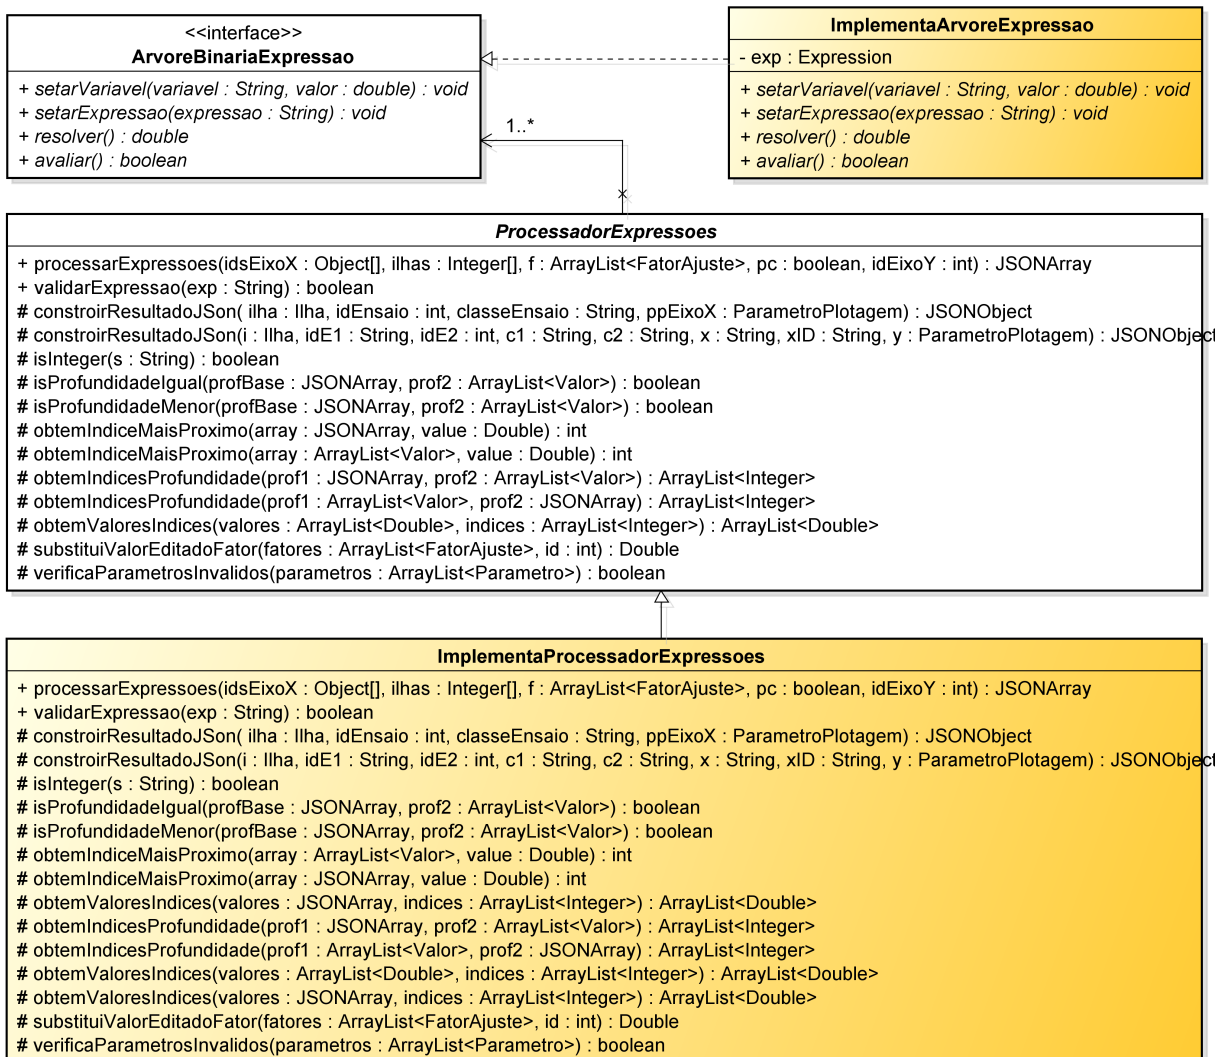 <<interface>>
ArvoreBinariaExpressao
+ setarVariavel(variavel : String, valor : double) : void
+ setarExpressao(expressao : String) : void
+ resolver() : double
+ avaliar() : boolean
ImplementaArvoreExpressao
- exp : Expression
+ setarVariavel(variavel : String, valor : double) : void
+ setarExpressao(expressao : String) : void
+ resolver() : double
+ avaliar() : boolean
1..*
ProcessadorExpressoes
+ processarExpressoes(idsEixoX : Object[], ilhas : Integer[], f : ArrayList<FatorAjuste>, pc : boolean, idEixoY : int) : JSONArray
+ validarExpressao(exp : String) : boolean
# constroirResultadoJSon( ilha : Ilha, idEnsaio : int, classeEnsaio : String, ppEixoX : ParametroPlotagem) : JSONObject
# constroirResultadoJSon(i : Ilha, idE1 : String, idE2 : int, c1 : String, c2 : String, x : String, xID : String, y : ParametroPlotagem) : JSONObject
# isInteger(s : String) : boolean
# isProfundidadeIgual(profBase : JSONArray, prof2 : ArrayList<Valor>) : boolean
# isProfundidadeMenor(profBase : JSONArray, prof2 : ArrayList<Valor>) : boolean
# obtemIndiceMaisProximo(array : JSONArray, value : Double) : int
# obtemIndiceMaisProximo(array : ArrayList<Valor>, value : Double) : int
# obtemIndicesProfundidade(prof1 : JSONArray, prof2 : ArrayList<Valor>) : ArrayList<Integer>
# obtemIndicesProfundidade(prof1 : ArrayList<Valor>, prof2 : JSONArray) : ArrayList<Integer>
# obtemValoresIndices(valores : ArrayList<Double>, indices : ArrayList<Integer>) : ArrayList<Double>
# substituiValorEditadoFator(fatores : ArrayList<FatorAjuste>, id : int) : Double
# verificaParametrosInvalidos(parametros : ArrayList<Parametro>) : boolean
ImplementaProcessadorExpressoes
+ processarExpressoes(idsEixoX : Object[], ilhas : Integer[], f : ArrayList<FatorAjuste>, pc : boolean, idEixoY : int) : JSONArray
+ validarExpressao(exp : String) : boolean
# constroirResultadoJSon( ilha : Ilha, idEnsaio : int, classeEnsaio : String, ppEixoX : ParametroPlotagem) : JSONObject
# constroirResultadoJSon(i : Ilha, idE1 : String, idE2 : int, c1 : String, c2 : String, x : String, xID : String, y : ParametroPlotagem) : JSONObject
# isInteger(s : String) : boolean
# isProfundidadeIgual(profBase : JSONArray, prof2 : ArrayList<Valor>) : boolean
# isProfundidadeMenor(profBase : JSONArray, prof2 : ArrayList<Valor>) : boolean
# obtemIndiceMaisProximo(array : ArrayList<Valor>, value : Double) : int
# obtemIndiceMaisProximo(array : JSONArray, value : Double) : int
# obtemValoresIndices(valores : JSONArray, indices : ArrayList<Integer>) : ArrayList<Double>
# obtemIndicesProfundidade(prof1 : JSONArray, prof2 : ArrayList<Valor>) : ArrayList<Integer>
# obtemIndicesProfundidade(prof1 : ArrayList<Valor>, prof2 : JSONArray) : ArrayList<Integer>
# obtemValoresIndices(valores : ArrayList<Double>, indices : ArrayList<Integer>) : ArrayList<Double>
# obtemValoresIndices(valores : JSONArray, indices : ArrayList<Integer>) : ArrayList<Double>
# substituiValorEditadoFator(fatores : ArrayList<FatorAjuste>, id : int) : Double
# verificaParametrosInvalidos(parametros : ArrayList<Parametro>) : boolean